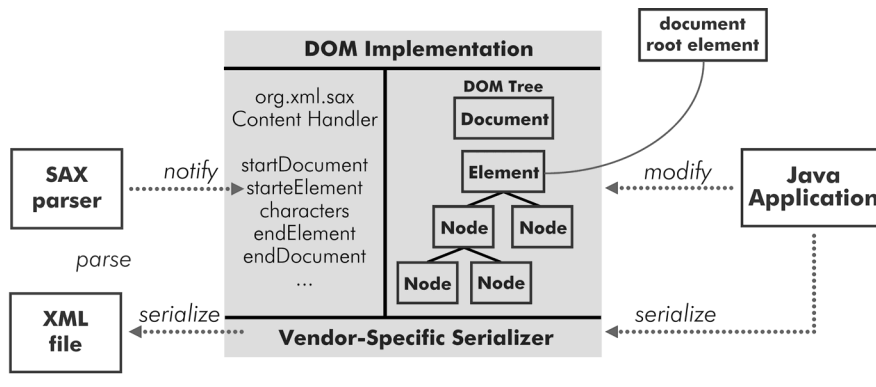 document
root element
DOM Implementation
DOM Tree
org.xml.sax
Content Handler
Document
SAX
parser
notify
startDocument
starteElement
characters
endElement
endDocument
...
Element
Node
Node
Node
Node
modify
Java
Application
parse
XML
file
serialize
Vendor-Specific Serializer
serialize